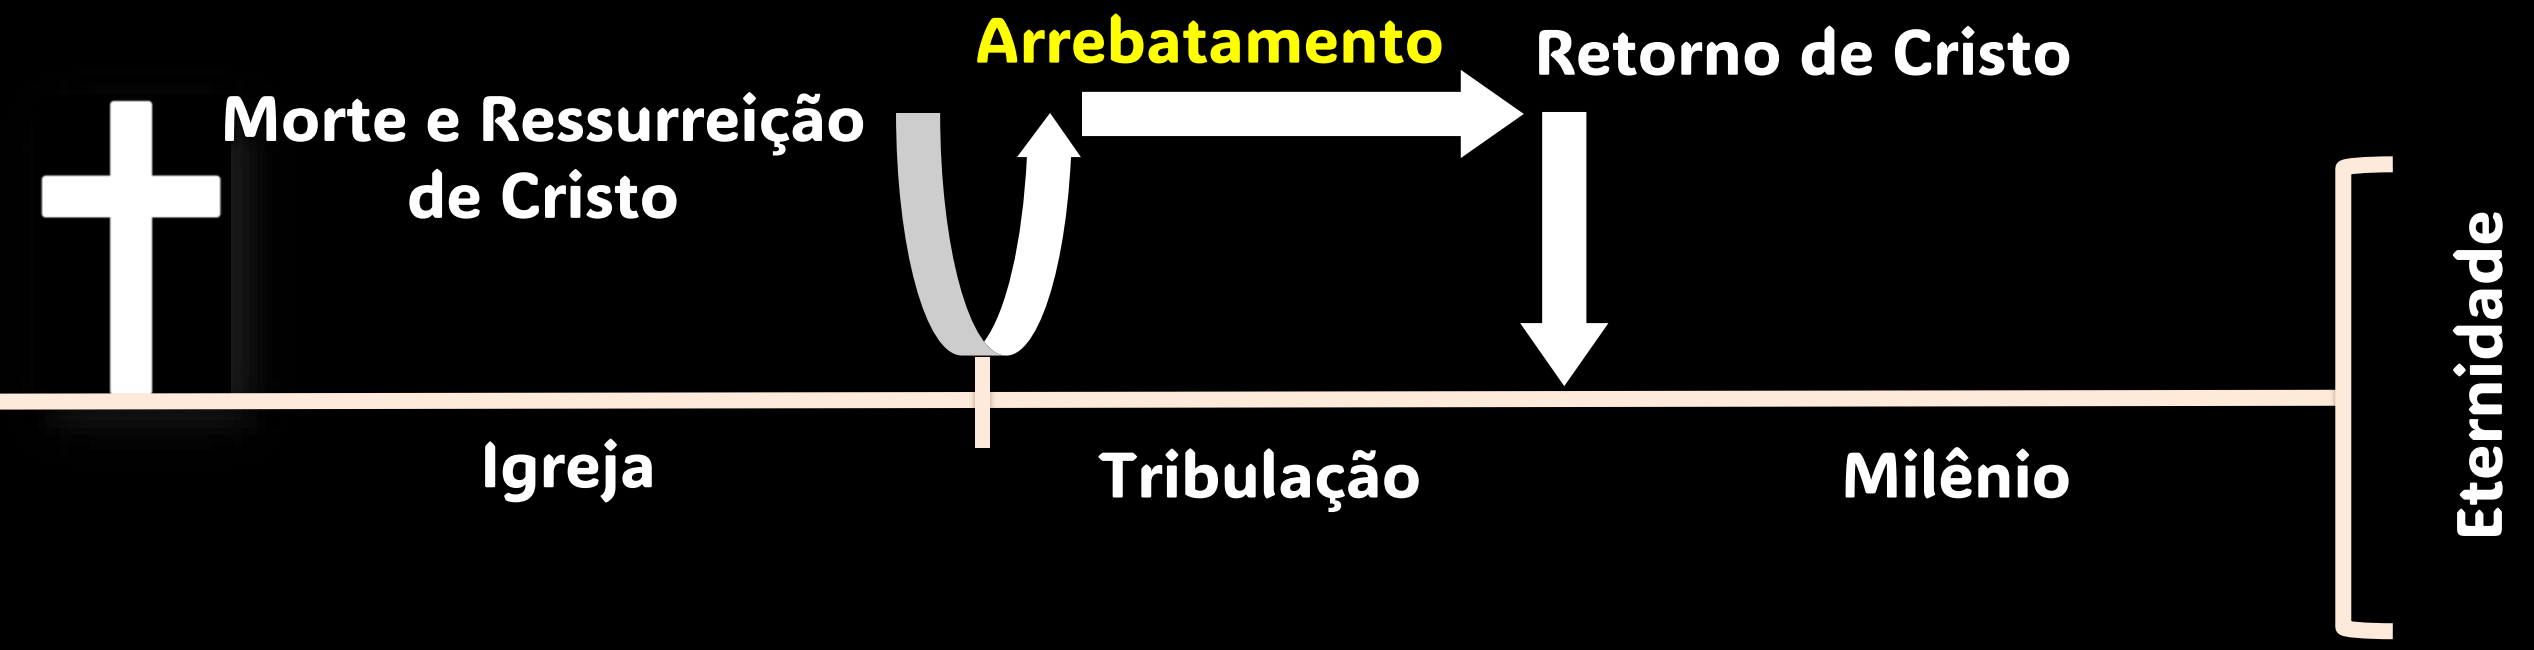 Arrebatamento
Retorno de Cristo
Morte e Ressurreição
de Cristo
Igreja
Tribulação
Milênio
Eternidade